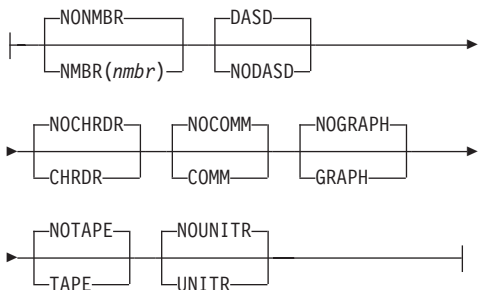 NONMBR DASD
NMBR(nmbr) NODASD
NOCHRDR NOCOMM NOGRAPH
CHRDR COMM GRAPH
NOTAPE NOUNITR
TAPE UNITR